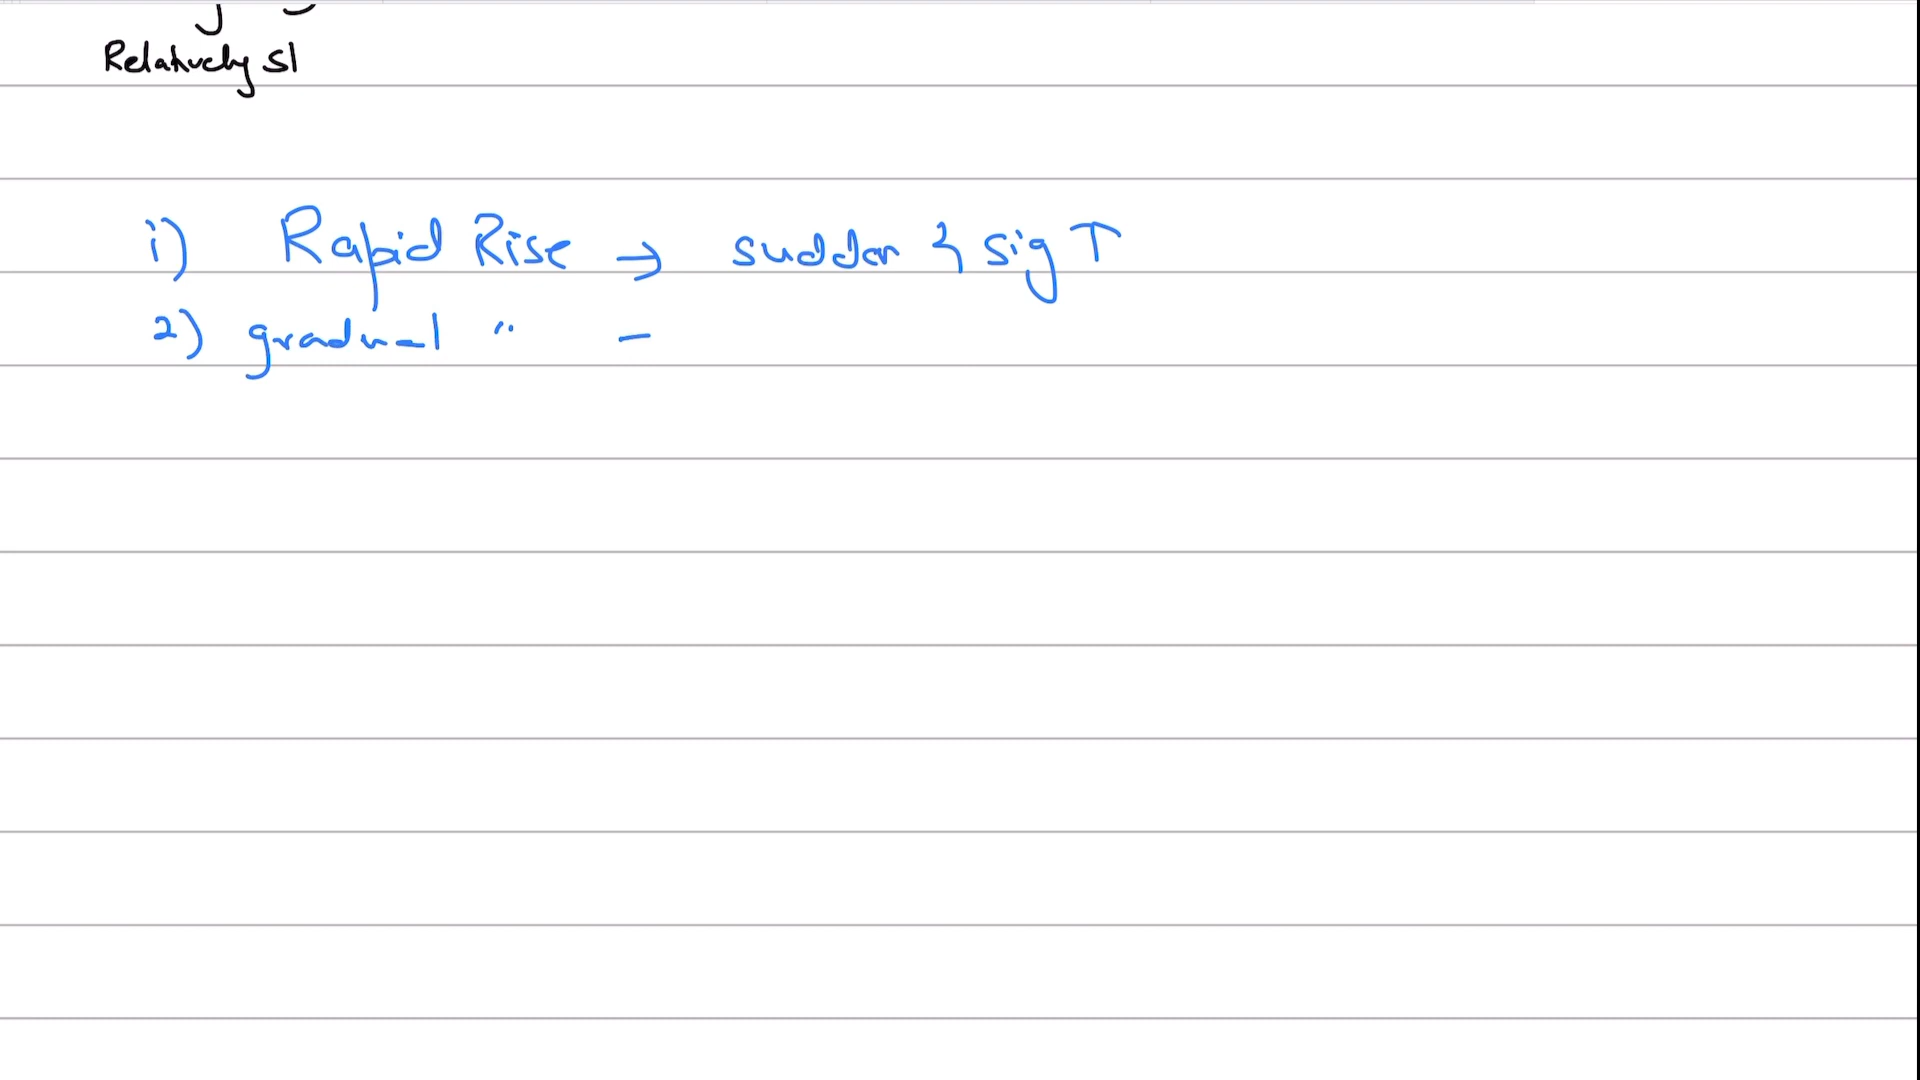 Relatively sl
i) Rapid Rise → sudden & sig ↑
2) gradual " –